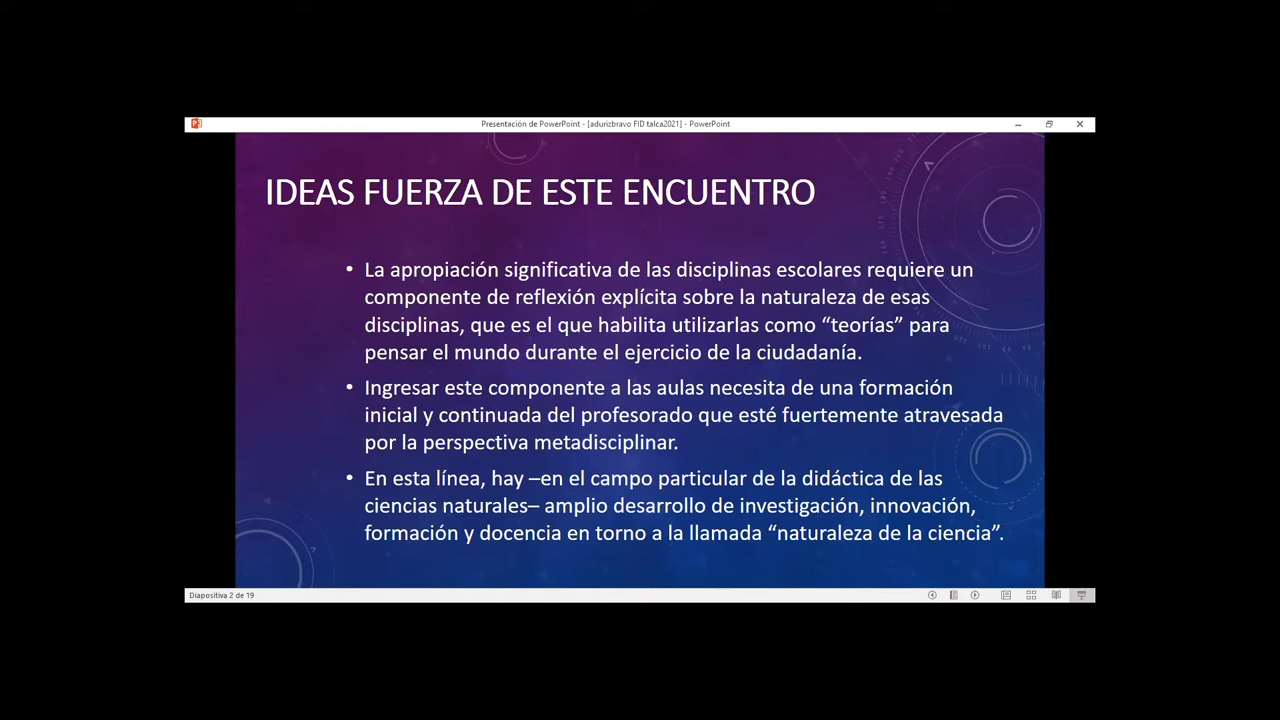 Presentación de PowerPoint - [adurizbravo FID talca2021] - PowerPoint
IDEAS FUERZA DE ESTE ENCUENTRO
• La apropiación significativa de las disciplinas escolares requiere un
componente de reflexión explícita sobre la naturaleza de esas
disciplinas, que es el que habilita utilizarlas como “teorías” para
pensar el mundo durante el ejercicio de la ciudadanía.
• Ingresar este componente a las aulas necesita de una formación
inicial y continuada del profesorado que esté fuertemente atravesada
por la perspectiva metadisciplinar.
• En esta línea, hay –en el campo particular de la didáctica de las
ciencias naturales– amplio desarrollo de investigación, innovación,
formación y docencia en torno a la llamada “naturaleza de la ciencia”.
Diapositiva 2 de 19